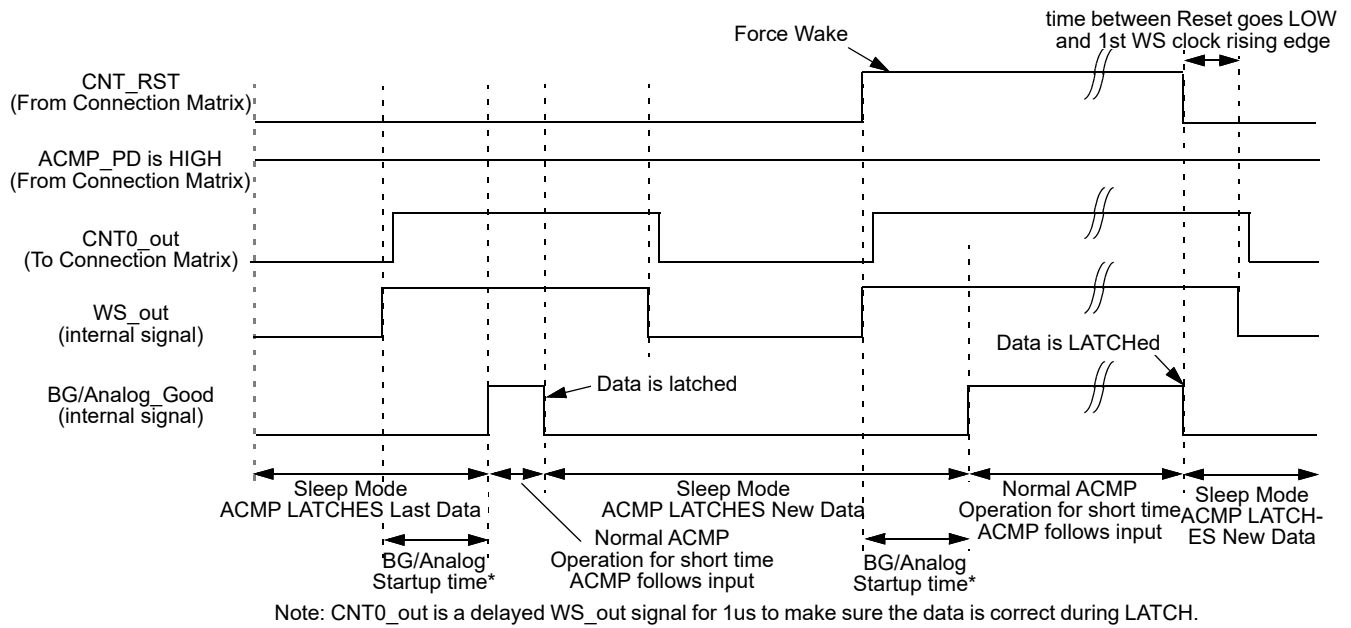 time between Reset goes LOW
and 1st WS clock rising edge
Force Wake
CNT_RST
(From Connection Matrix)
ACMP_PD is HIGH
(From Connection Matrix)
CNT0_out
(To Connection Matrix)
WS_out
(internal signal)
Data is LATCHed
BG/Analog_Good
(internal signal)
Data is latched
Sleep Mode
ACMP LATCHES Last Data
Sleep Mode
ACMP LATCHES New Data
Normal ACMP
Operation for short time
ACMP follows input
Sleep Mode
ACMP LATCH-
ES New Data
BG/Analog
Startup time*
Normal ACMP
Operation for short time
ACMP follows input
BG/Analog
Startup time*
Note: CNT0_out is a delayed WS_out signal for 1us to make sure the data is correct during LATCH.